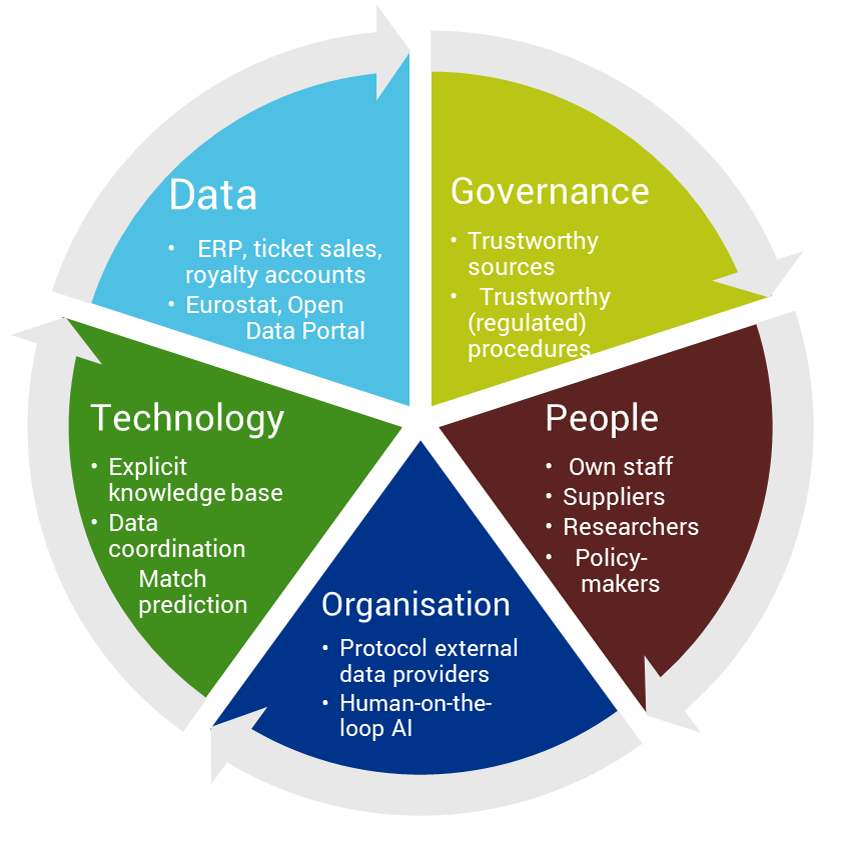 Data
• ERP, ticket sales,
royalty accounts
• Eurostat, Open
Data Portal
Governance
• Trustworthy
sources
• Trustworthy
(regulated)
procedures
People
• Own staff
• Suppliers
• Researchers
• Policy-
makers
Organisation
• Protocol external
data providers
• Human-on-the-
loop AI
Technology
• Explicit
knowledge base
• Data
coordination
Match
prediction